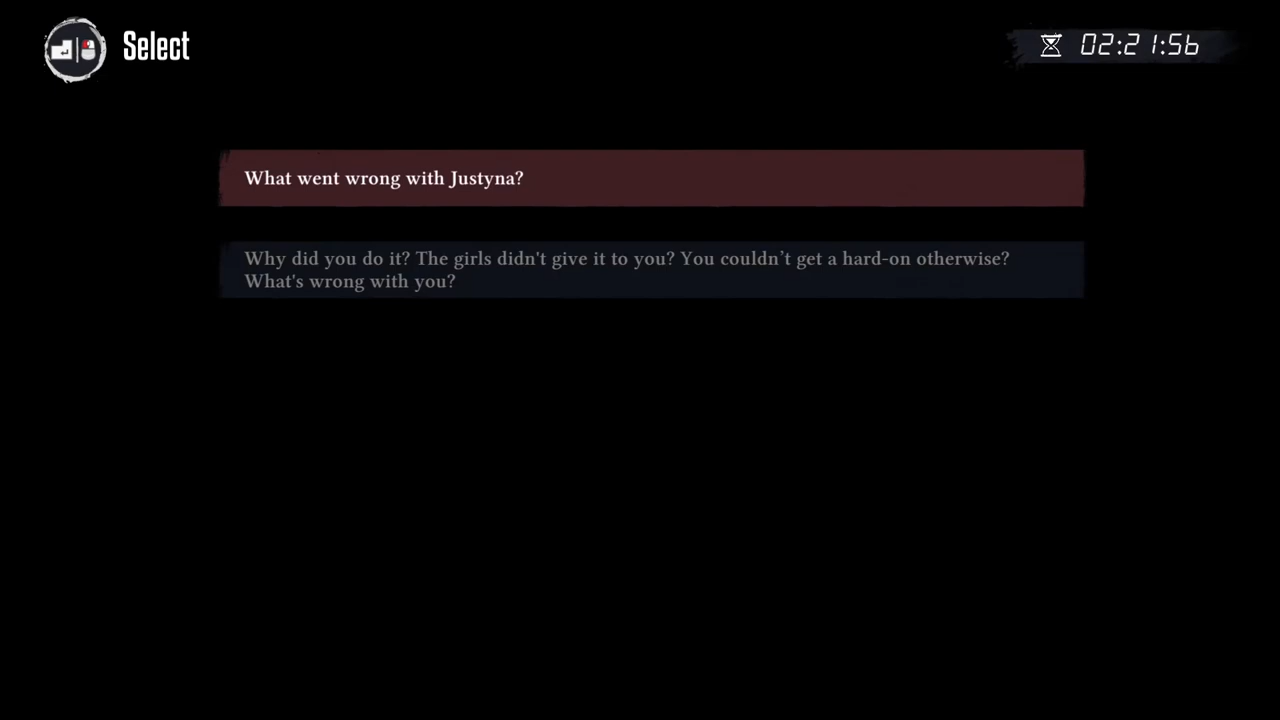 Select
02:21:56
What went wrong with Justyna?
Why did you do it? The girls didn't give it to you? You couldn’t get a hard-on otherwise?
What's wrong with you?